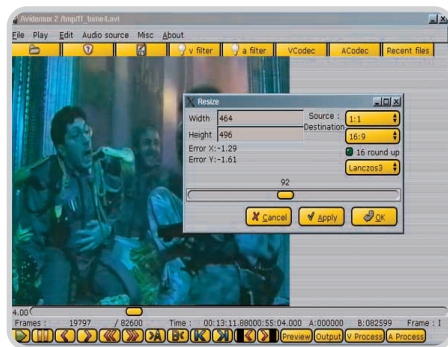 Avidemux 2 /tmp/11_tome4.avi
File Play Edit Audio source Misc About
v filter a filter VCodec ACodec Recent files
Resize
Width 464 Source : 1:1
Height 496 Destination: 16:9
Error X:-1.29
Error Y:-1.61
16 round up
Lanczos3
92
Cancel Apply OK
4.00
Frames : 19797 / 82600 Time : 00:13:11.880 00:55:04.000 A:000000 B:082599 Frame : I
Preview Output V Process A Process